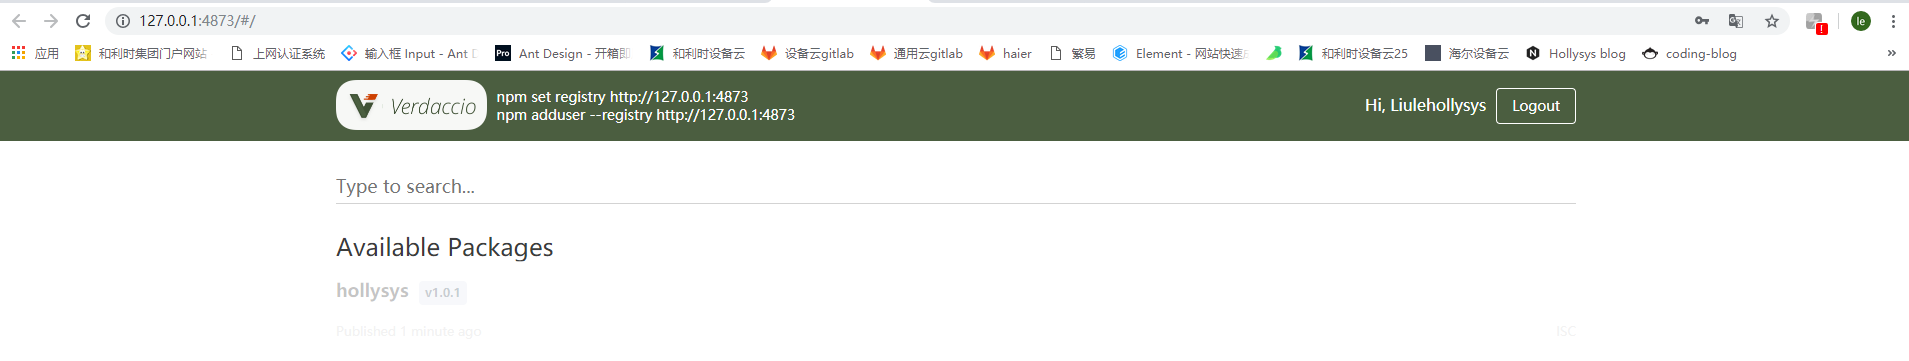 127.0.0.1:4873/#/
le
应用 和利时集团门户网站 上网认证系统 输入框 Input - Ant D Pro Ant Design - 开箱即 和利时设备云 设备云gitlab 通用云gitlab haier 繁易 Element - 网站快速 和利时设备云25 海尔设备云 Hollysys blog coding-blog »
Verdaccio
npm set registry http://127.0.0.1:4873
npm adduser --registry http://127.0.0.1:4873
Hi, Liulehollysys Logout
Type to search...
Available Packages
hollysys v1.0.1
Published 1 minute ago ISC